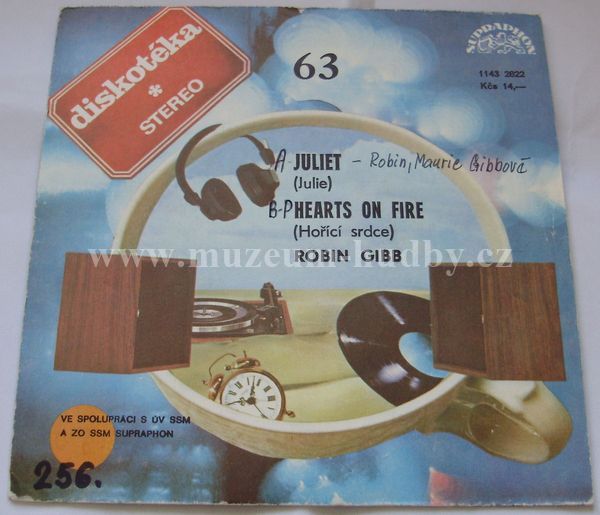 diskotéka
*
STEREO
63
SUPRAPHON
1143 2822
Kčs 14,—
A JULIET – Robin, Maurie Gibbová
(Julie)
B-P HEARTS ON FIRE
(Hořící srdce)
ROBIN GIBB
www.muzeum-hudby.cz
VE SPOLUPRÁCI S ÚV SSM
A ZO SSM SUPRAPHON
256.